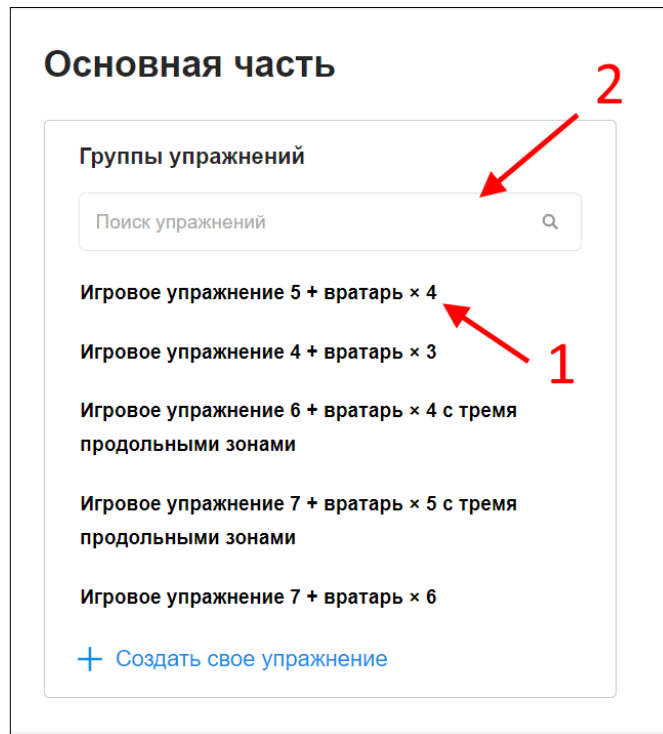 Основная часть
2
Группы упражнений
Поиск упражнений
Игровое упражнение 5 + вратарь × 4
Игровое упражнение 4 + вратарь × 3
1
Игровое упражнение 6 + вратарь × 4 с тремя
продольными зонами
Игровое упражнение 7 + вратарь × 5 с тремя
продольными зонами
Игровое упражнение 7 + вратарь × 6
+ Создать свое упражнение